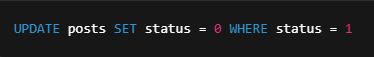 UPDATE posts SET status = 0 WHERE status = 1